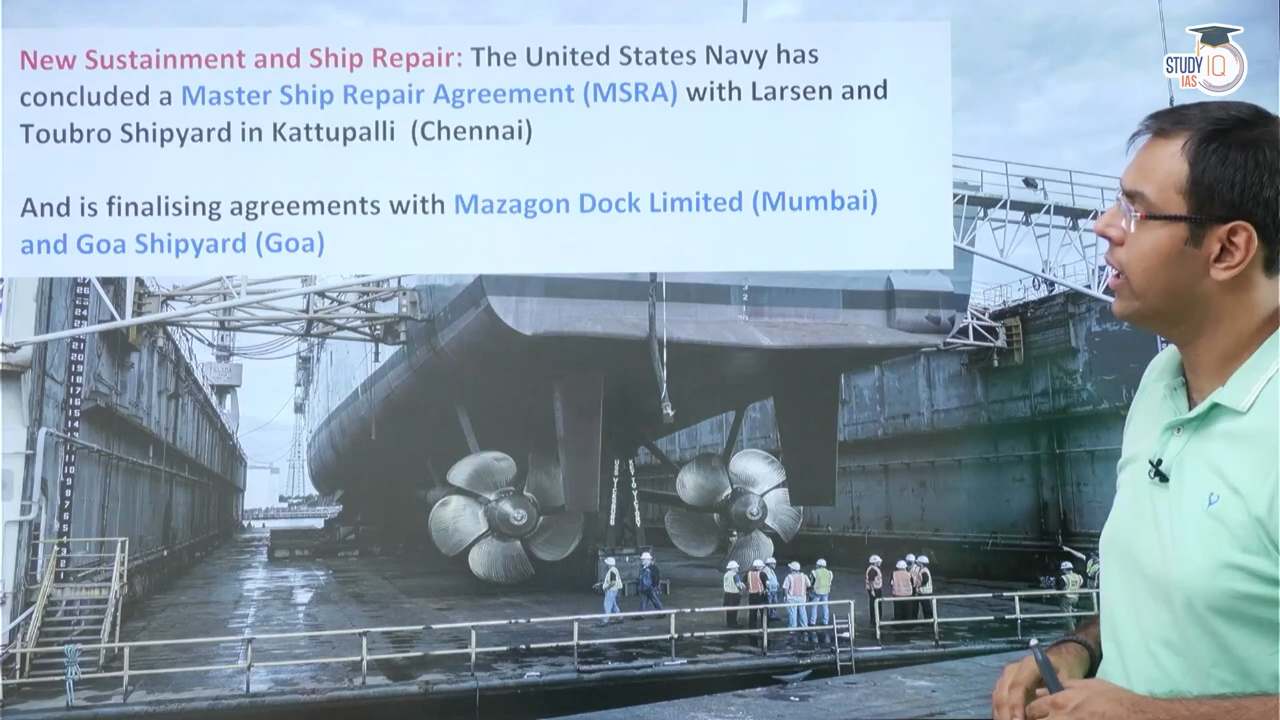 New Sustainment and Ship Repair: The United States Navy has
concluded a Master Ship Repair Agreement (MSRA) with Larsen and
Toubro Shipyard in Kattupalli (Chennai)
And is finalising agreements with Mazagon Dock Limited (Mumbai)
and Goa Shipyard (Goa)
STUDY IQ
IAS